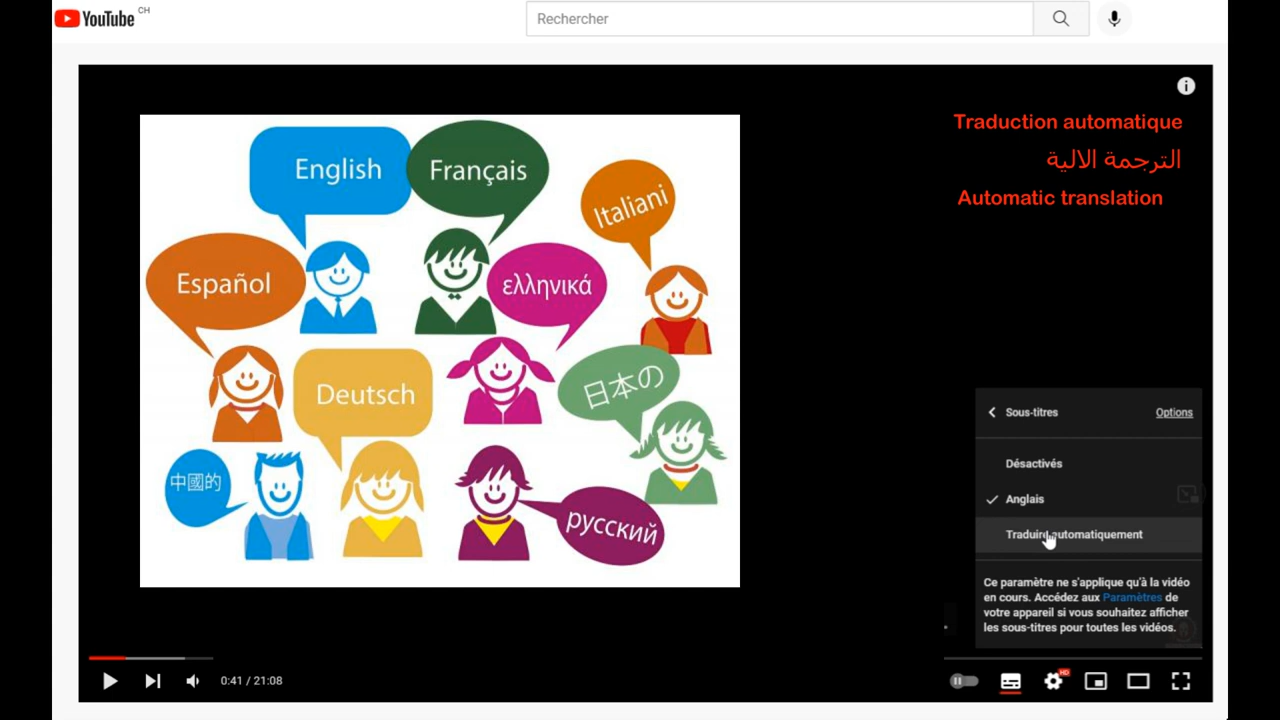 YouTube CH
Rechercher
Traduction automatique
الترجمة الالية
Automatic translation
English
Français
Italiani
Español
ελληνικά
Deutsch
日本の
中國的
русский
Sous-titres
Options
Désactivés
Anglais
Traduire automatiquement
Ce paramètre ne s'applique qu'à la vidéo
en cours. Accédez aux Paramètres de
votre appareil si vous souhaitez afficher
les sous-titres pour toutes les vidéos.
0:41 / 21:08
HD